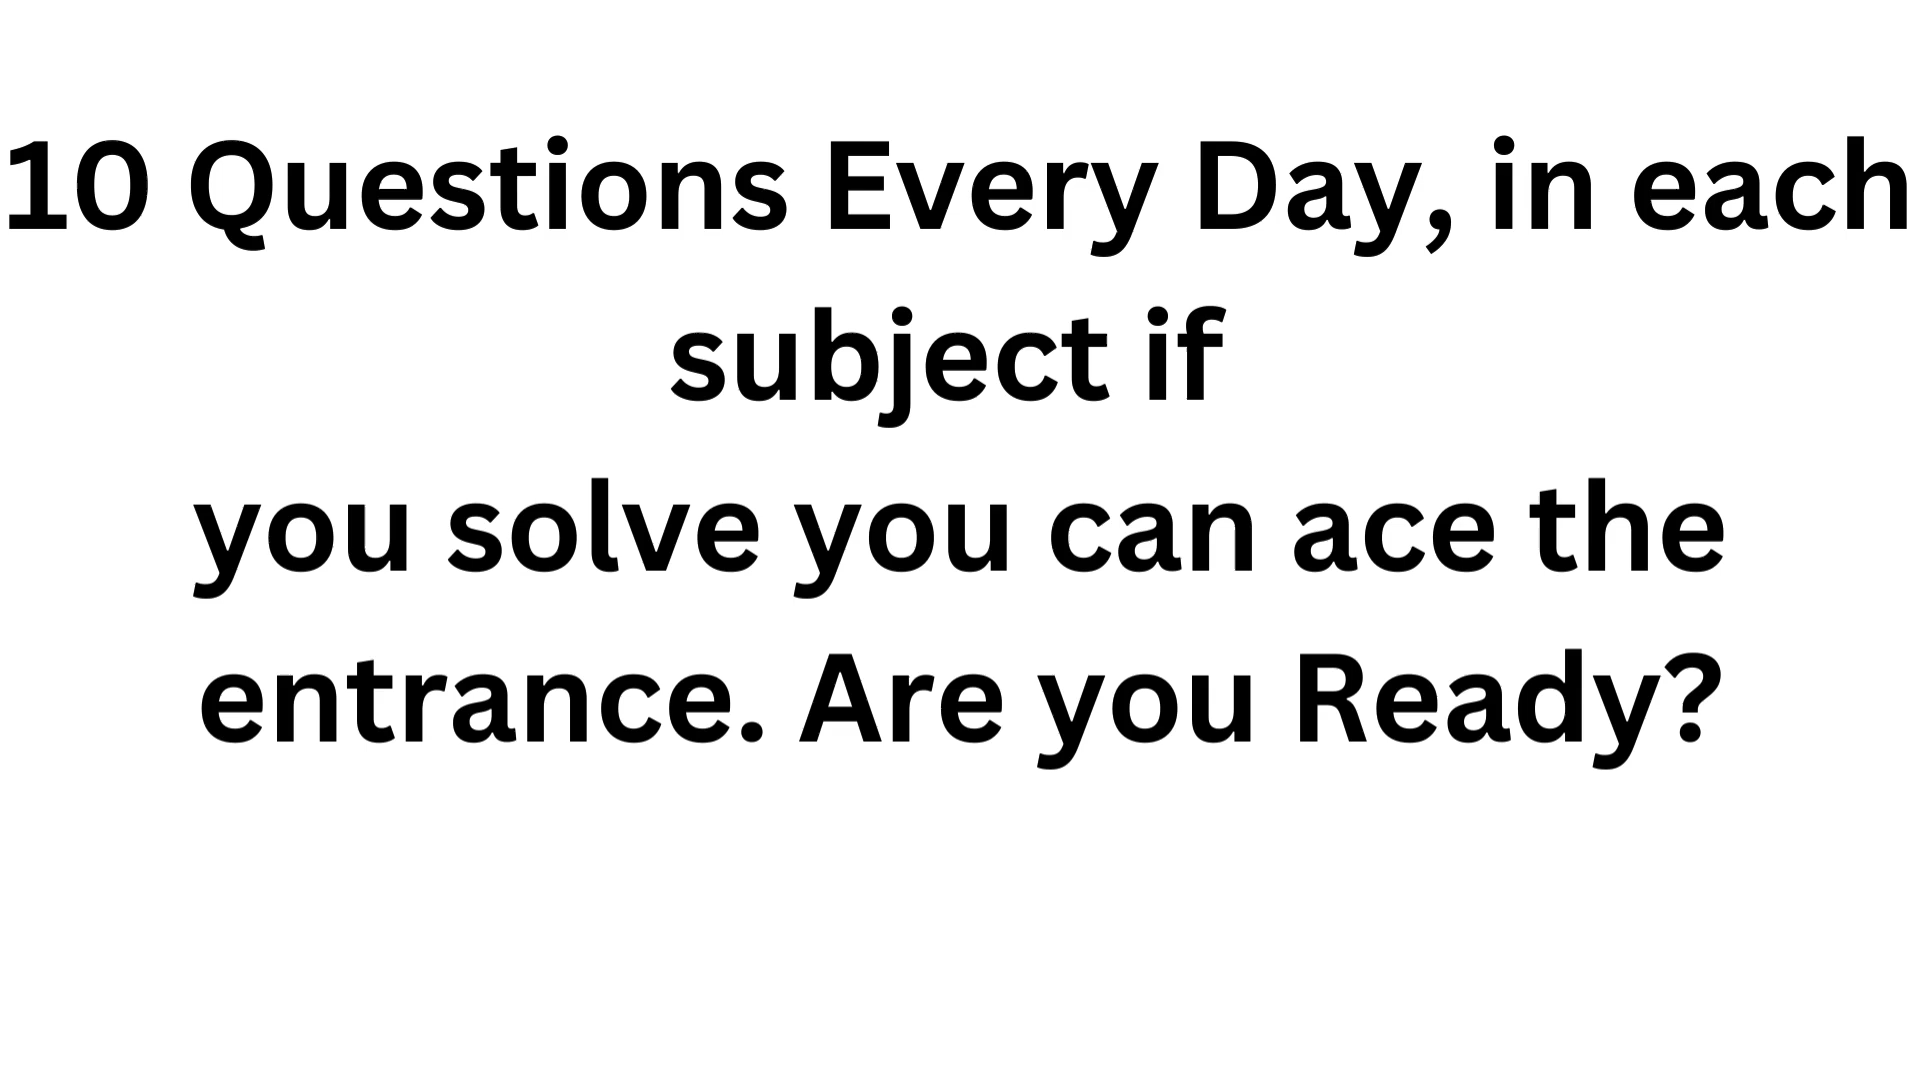 10 Questions Every Day, in each
subject if
you solve you can ace the
entrance. Are you Ready?